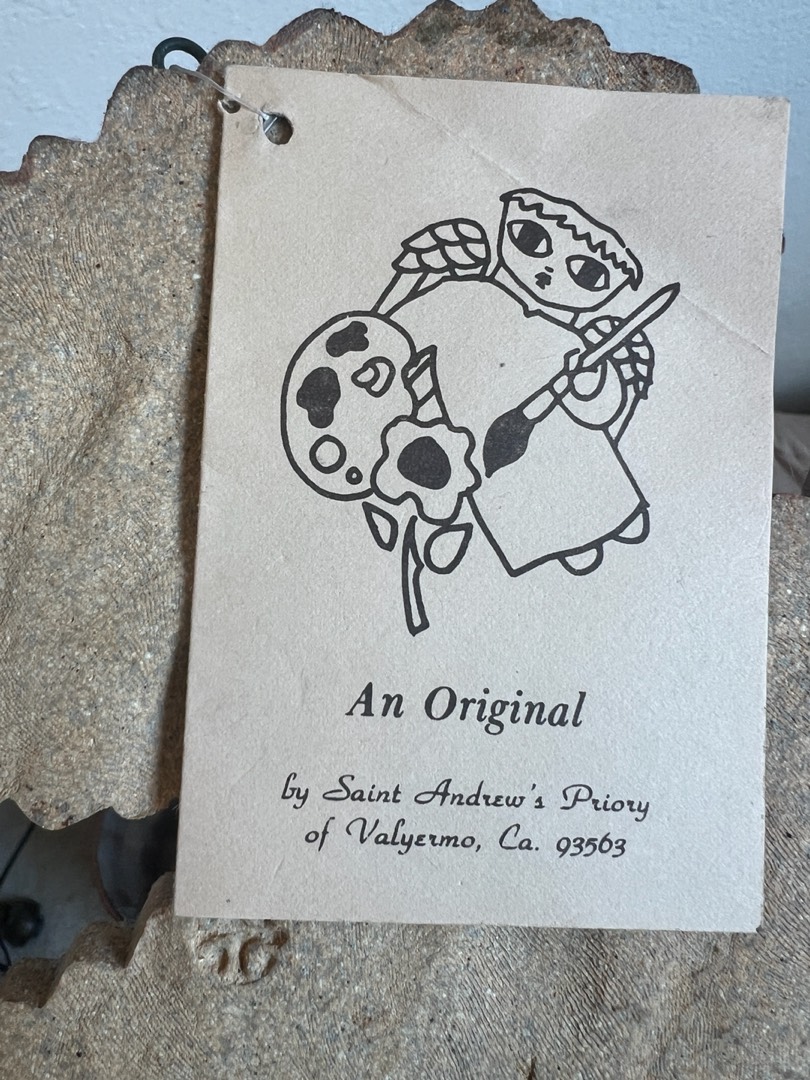 An Original
by Saint Andrew's Priory
of Valyermo, Ca. 93563